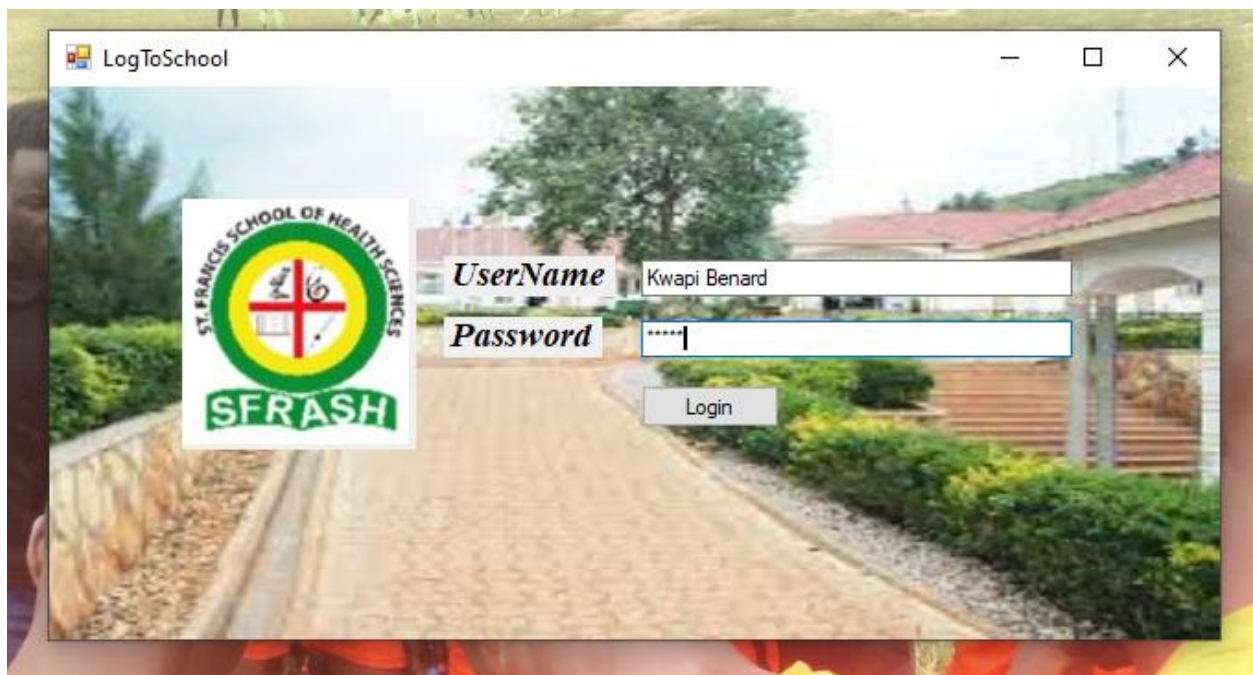 LogToSchool
ST. FRANCIS SCHOOL OF HEALTH SCIENCES
SFRASH
UserName
Kwapi Benard
Password
*****
Login